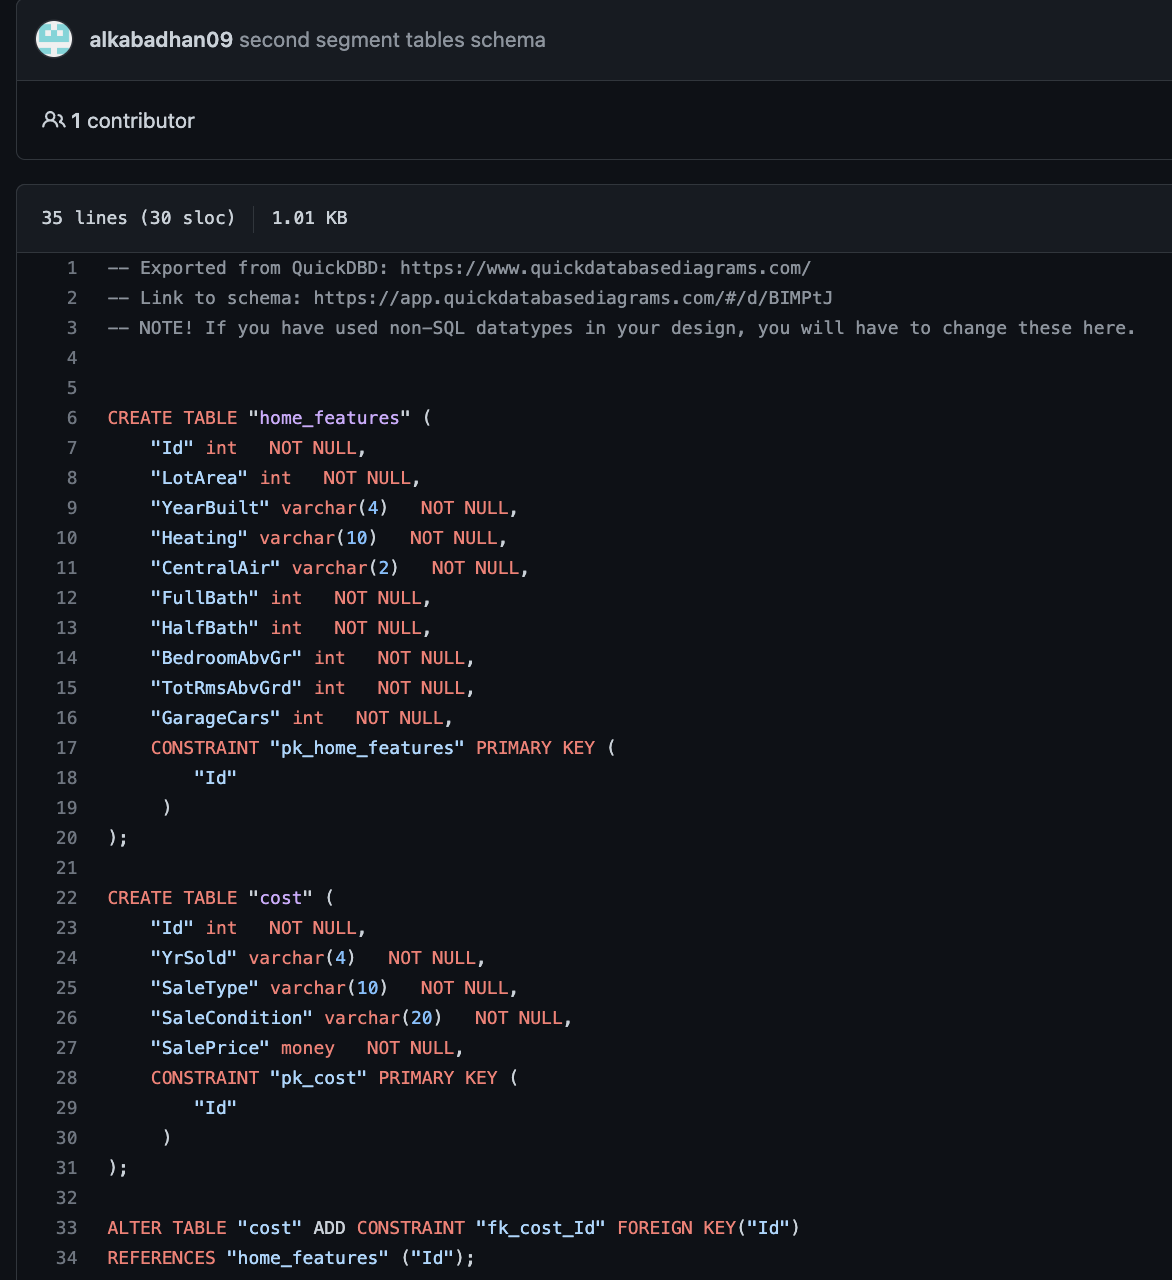 alkabadhan09 second segment tables schema
1 contributor
35 lines (30 sloc) 1.01 KB
1 -- Exported from QuickDBD: https://www.quickdatabasediagrams.com/
2 -- Link to schema: https://app.quickdatabasediagrams.com/#/d/BIMPtJ
3 -- NOTE! If you have used non-SQL datatypes in your design, you will have to change these here.
4
5
6 CREATE TABLE "home_features" (
7 "Id" int   NOT NULL,
8 "LotArea" int   NOT NULL,
9 "YearBuilt" varchar(4)   NOT NULL,
10 "Heating" varchar(10)   NOT NULL,
11 "CentralAir" varchar(2)   NOT NULL,
12 "FullBath" int   NOT NULL,
13 "HalfBath" int   NOT NULL,
14 "BedroomAbvGr" int   NOT NULL,
15 "TotRmsAbvGrd" int   NOT NULL,
16 "GarageCars" int   NOT NULL,
17 CONSTRAINT "pk_home_features" PRIMARY KEY (
18 "Id"
19 )
20 );
21
22 CREATE TABLE "cost" (
23 "Id" int   NOT NULL,
24 "YrSold" varchar(4)   NOT NULL,
25 "SaleType" varchar(10)   NOT NULL,
26 "SaleCondition" varchar(20)   NOT NULL,
27 "SalePrice" money   NOT NULL,
28 CONSTRAINT "pk_cost" PRIMARY KEY (
29 "Id"
30 )
31 );
32
33 ALTER TABLE "cost" ADD CONSTRAINT "fk_cost_Id" FOREIGN KEY("Id")
34 REFERENCES "home_features" ("Id");